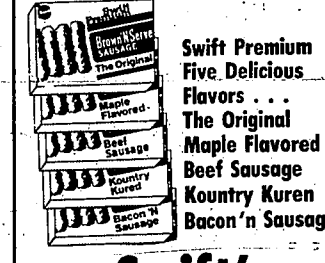 Swift
Premium
Brown'N Serve
SAUSAGE
The Original
Maple
Flavored
Beef
Sausage
Kountry
Kured
Bacon 'N
Sausage
Swift Premium
Five Delicious
Flavors . . .
The Original
Maple Flavored
Beef Sausage
Kountry Kuren
Bacon'n Sausag